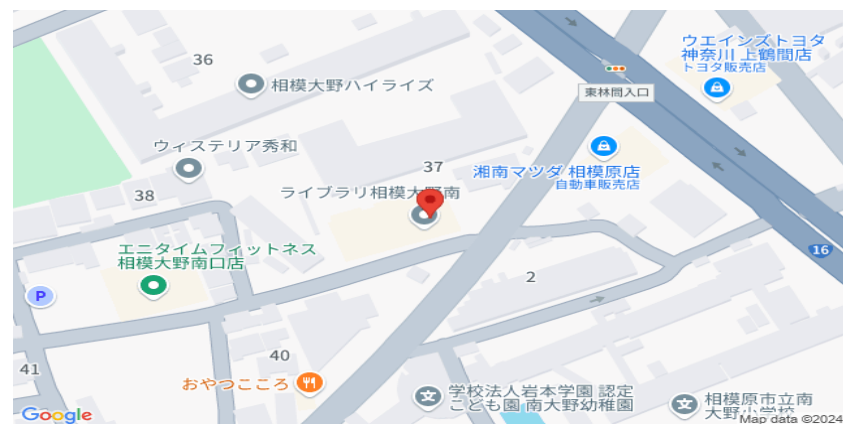 36
相模大野ハイライズ
ウエインズトヨタ
神奈川 上鶴間店
トヨタ販売店
東林間入口
ウィステリア秀和
37
湘南マツダ 相模原店
自動車販売店
38
ライブラリ相模大野南
エニタイムフィットネス
相模大野南口店
16
2
P
40
41
おやつこころ
学校法人岩本学園 認定
こども園 南大野幼稚園
相模原市立南
大野小学校
Google
Map data ©2024